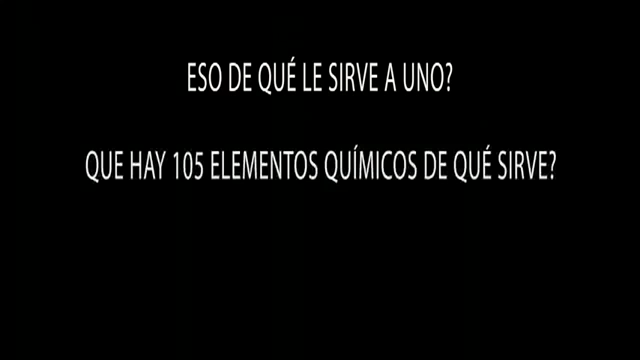 ESO DE QUÉ LE SIRVE A UNO?
QUE HAY 105 ELEMENTOS QUÍMICOS DE QUÉ SIRVE?